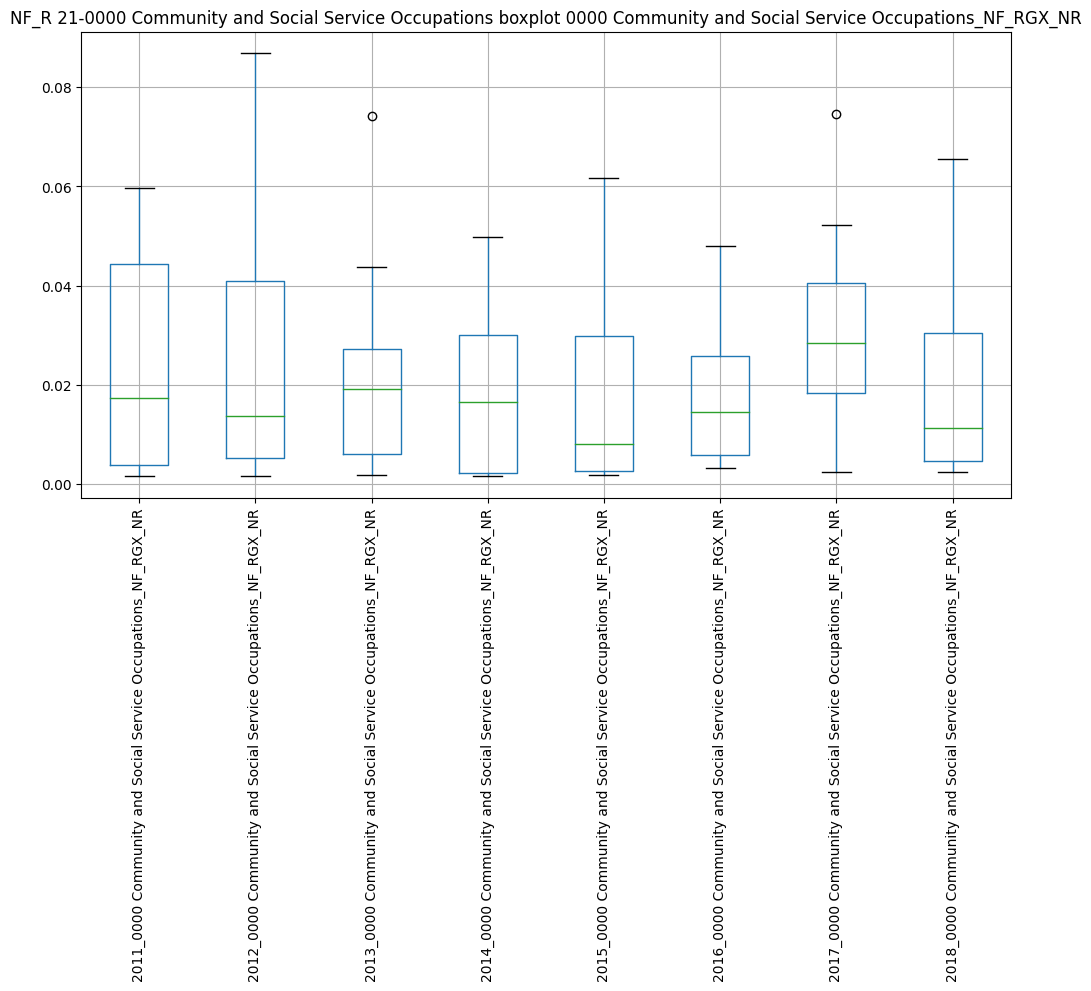 NF_R 21-0000 Community and Social Service Occupations boxplot 0000 Community and Social Service Occupations_NF_RGX_NR
0.08
0.06
0.04
0.02
0.00
2011_0000 Community and Social Service Occupations_NF_RGX_NR
2012_0000 Community and Social Service Occupations_NF_RGX_NR
2013_0000 Community and Social Service Occupations_NF_RGX_NR
2014_0000 Community and Social Service Occupations_NF_RGX_NR
2015_0000 Community and Social Service Occupations_NF_RGX_NR
2016_0000 Community and Social Service Occupations_NF_RGX_NR
2017_0000 Community and Social Service Occupations_NF_RGX_NR
2018_0000 Community and Social Service Occupations_NF_RGX_NR